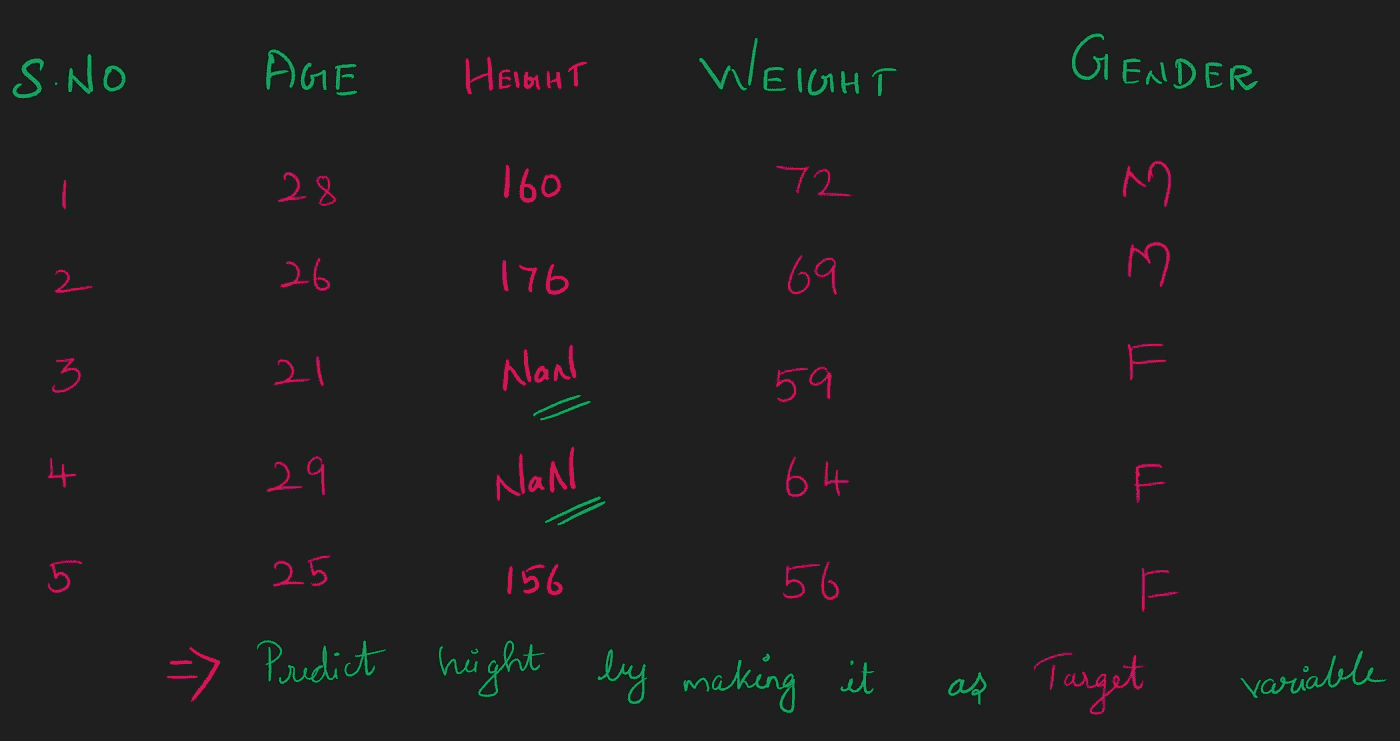 S.NO AGE HEIGHT WEIGHT GENDER
1 28 160 72 M
2 26 176 69 M
3 21 NaN 59 F
4 29 NaN 64 F
5 25 156 56 F
=> Predict height by making it as Target variable